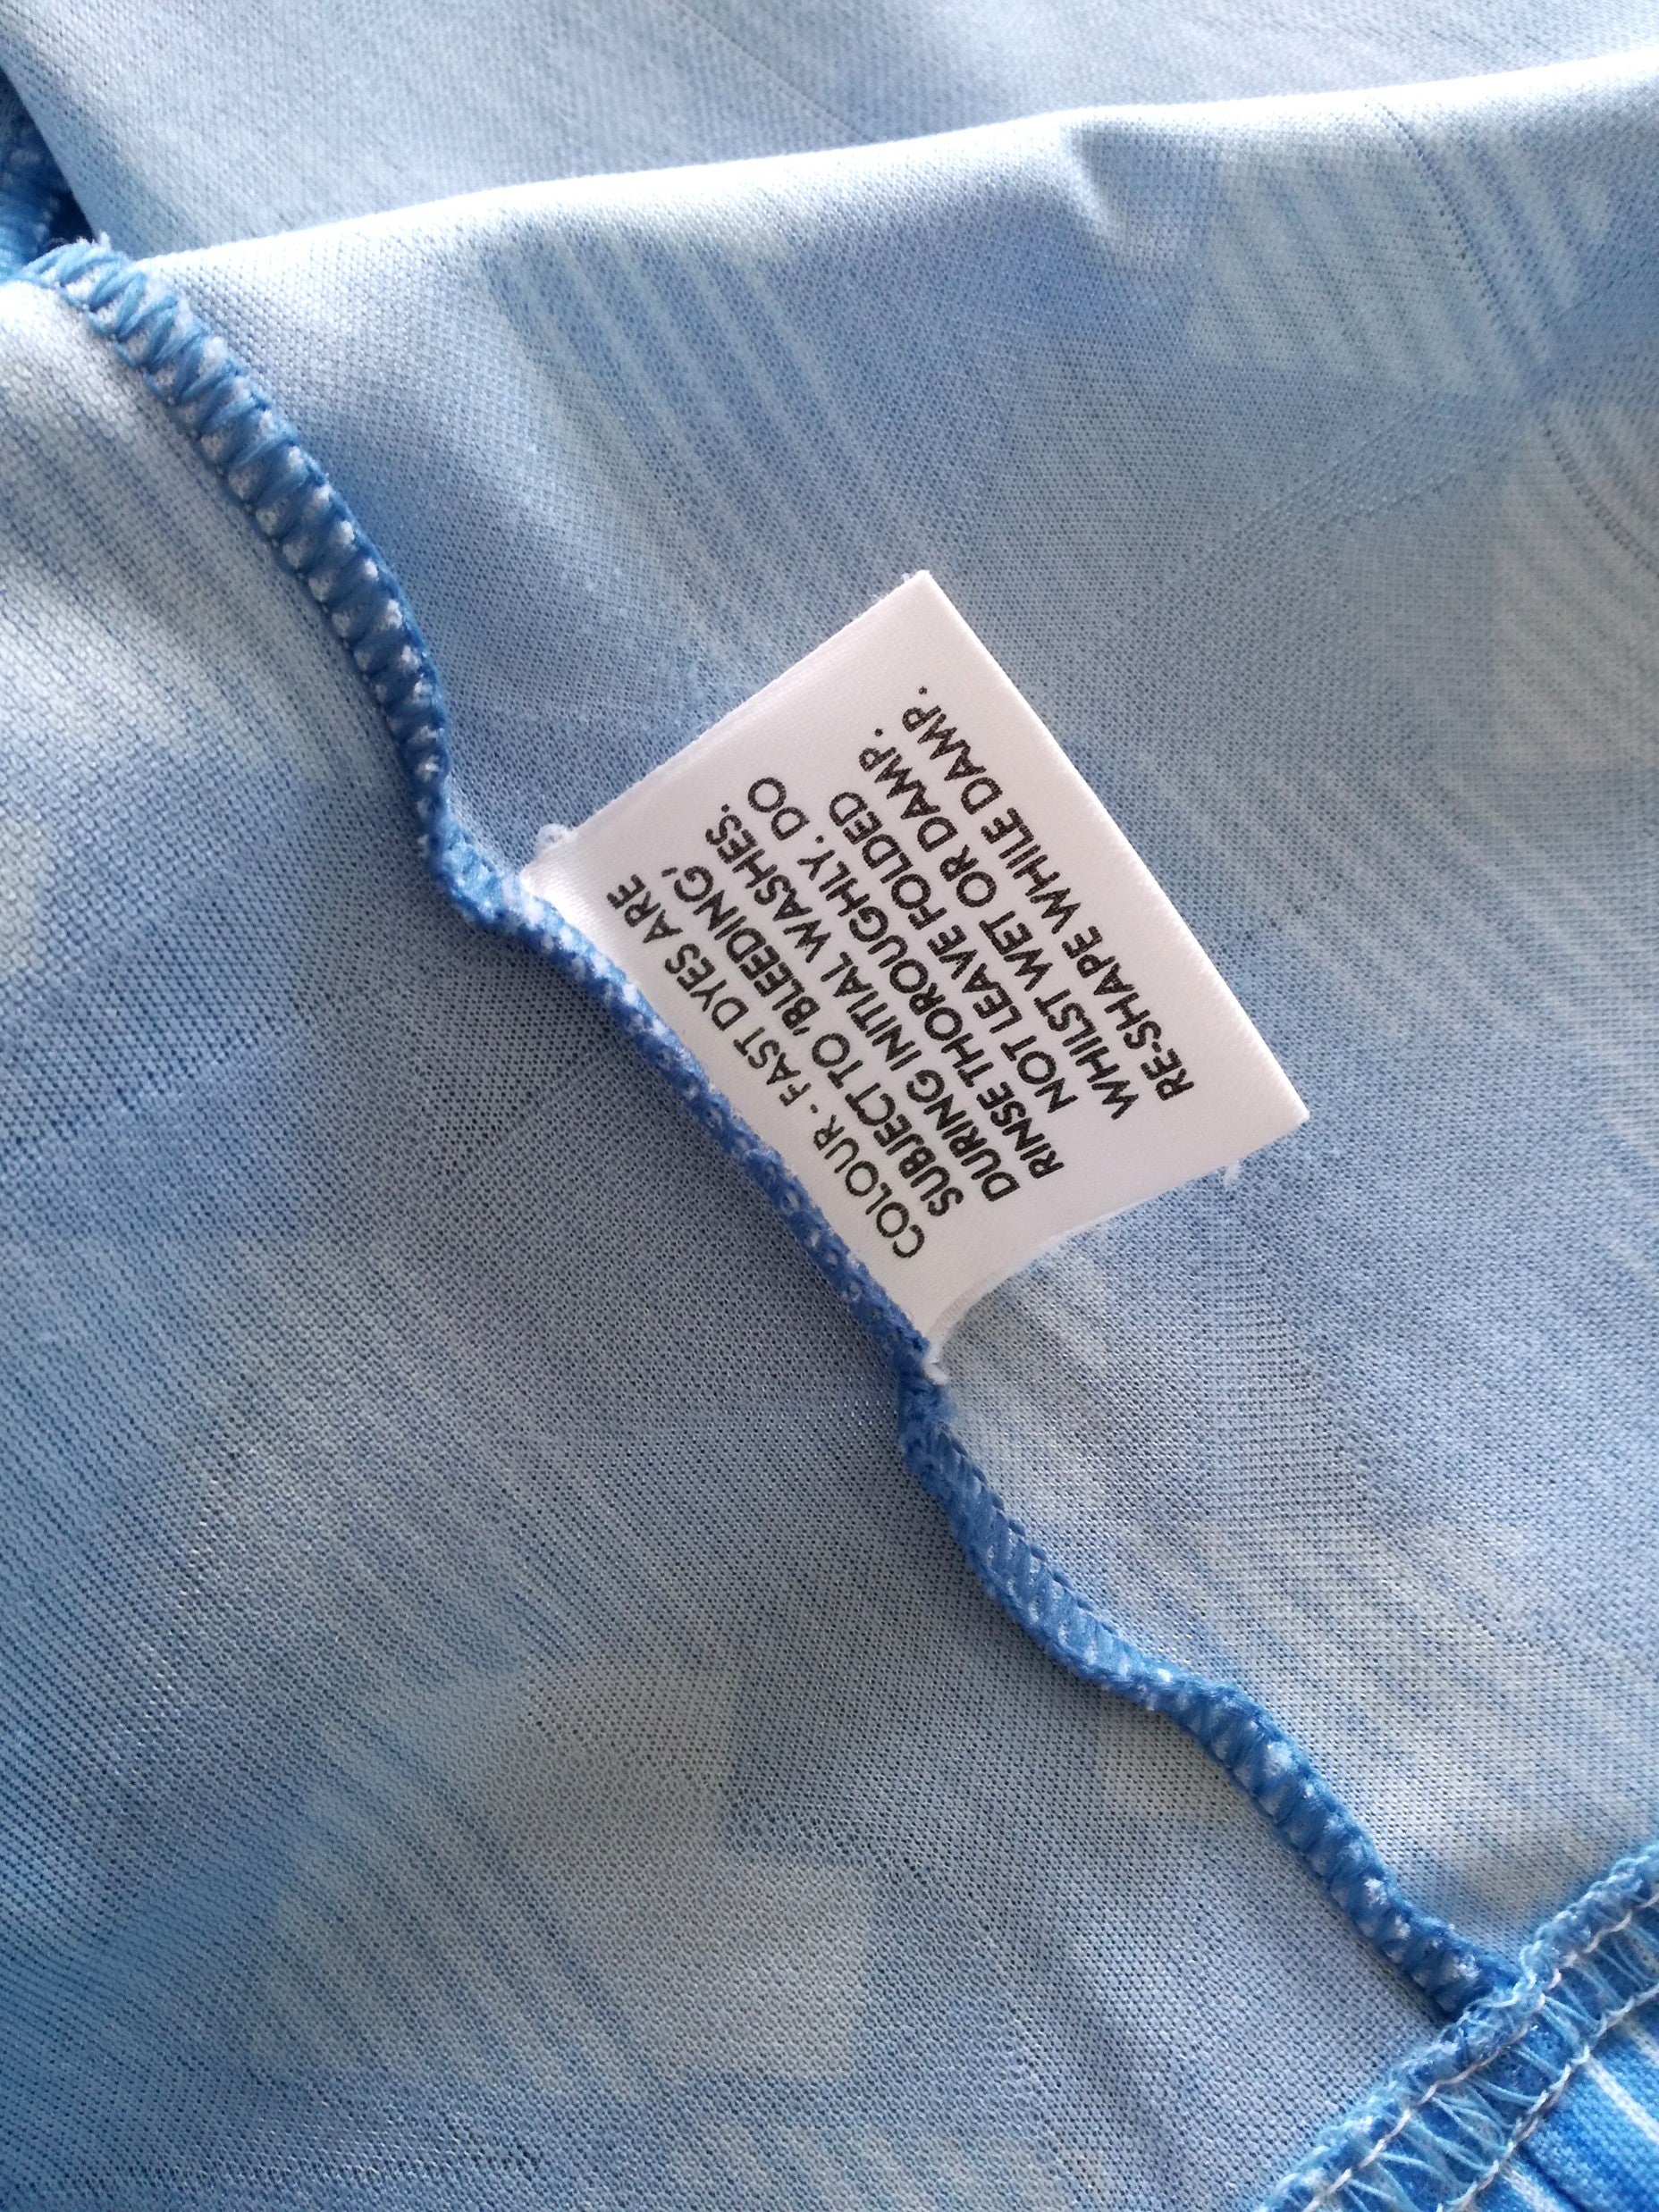 COLOUR - FAST DYES ARE
SUBJECT TO 'BLEEDING'
DURING INITIAL WASHES.
RINSE THOROUGHLY. DO
NOT LEAVE FOLDED
WHILST WET OR DAMP.
RE-SHAPE WHILE DAMP.